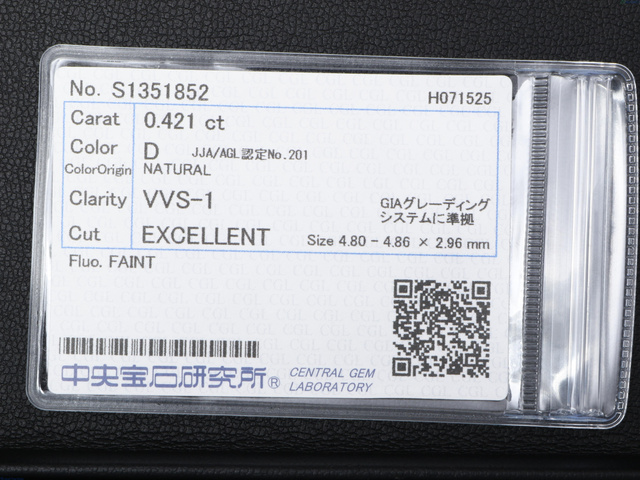 No. S1351852
H071525
Carat 0.421 ct
Color D JJA/AGL認定No.201
ColorOrigin NATURAL
Clarity VVS-1
GIAグレーディング
システムに準拠
Cut EXCELLENT Size 4.80 - 4.86 × 2.96 mm
Fluo. FAINT
中央宝石研究所® CENTRAL GEM
LABORATORY